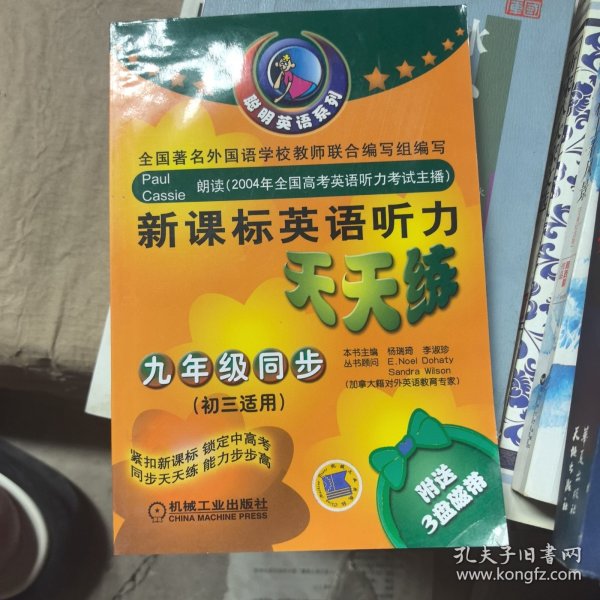 聪明英语系列
全国著名外国语学校教师联合编写组编写
Paul
Cassie 朗读(2004年全国高考英语听力考试主播)
新课标英语听力
天天练
本书主编 杨瑞琦 李淑珍
丛书顾问 E.Noel Dohaty
Sandra Wilson
(加拿大籍对外英语教育专家)
九年级同步
(初三适用)
紧扣新课标 锁定中高考
同步天天练 能力步步高
附送
3盘磁带
机械工业出版社
CHINA MACHINE PRESS
孔夫子旧书网
www.kongfz.com